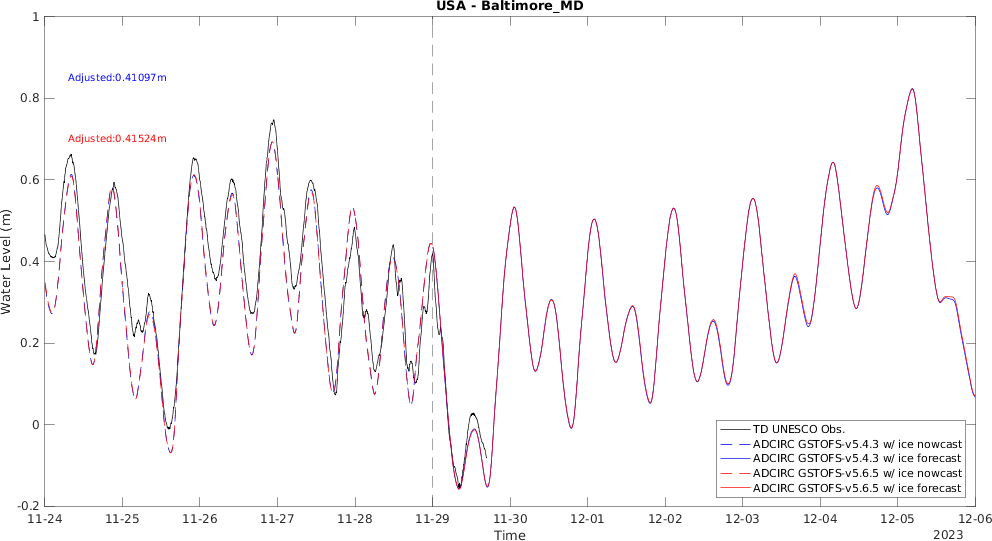 USA - Baltimore_MD
1
0.8
0.6
0.4
0.2
0
-0.2
Water Level (m)
Adjusted:0.41097m
Adjusted:0.41524m
TD UNESCO Obs.
ADCIRC GSTOFS-v5.4.3 w/ ice nowcast
ADCIRC GSTOFS-v5.4.3 w/ ice forecast
ADCIRC GSTOFS-v5.6.5 w/ ice nowcast
ADCIRC GSTOFS-v5.6.5 w/ ice forecast
11-24 11-25 11-26 11-27 11-28 11-29 11-30 12-01 12-02 12-03 12-04 12-05 12-06
Time
2023